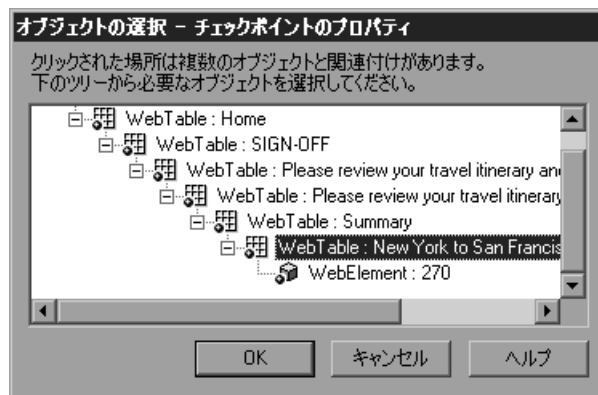 オブジェクトの選択 - チェックポイントのプロパティ
クリックされた場所は複数のオブジェクトと関連付けがあります。
下のツリーから必要なオブジェクトを選択してください。
WebTable : Home
WebTable : SIGN-OFF
WebTable : Please review your travel itinerary and
WebTable : Please review your travel itinerary
WebTable : Summary
WebTable : New York to San Francis
WebElement : 270
OK キャンセル ヘルプ